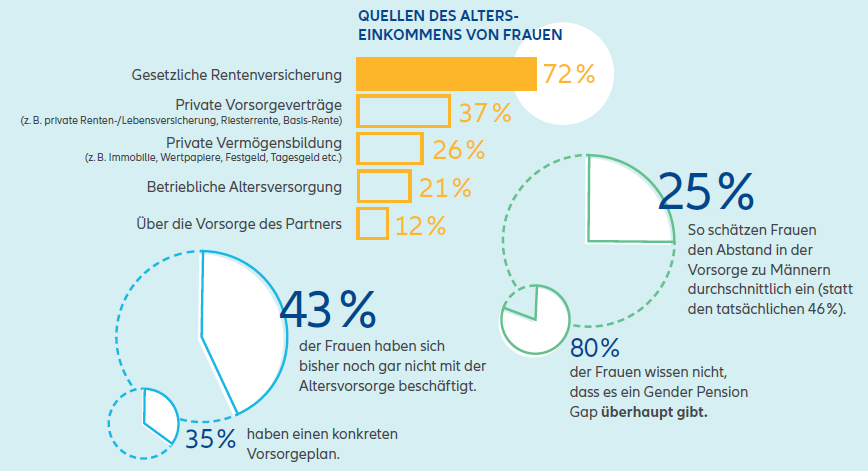 QUELLEN DES ALTERS-
EINKOMMENS VON FRAUEN
Gesetzliche Rentenversicherung
72 %
Private Vorsorgeverträge
(z. B. private Renten-/Lebensversicherung, Riesterrente, Basis-Rente)
37 %
Private Vermögensbildung
(z. B. Immobilie, Wertpapiere, Festgeld, Tagesgeld etc.)
26 %
Betriebliche Altersversorgung
21 %
Über die Vorsorge des Partners
12 %
25 %
So schätzen Frauen
den Abstand in der
Vorsorge zu Männern
durchschnittlich ein (statt
den tatsächlichen 46 %).
80%
der Frauen wissen nicht,
dass es ein Gender Pension
Gap überhaupt gibt.
43 %
der Frauen haben sich
bisher noch gar nicht mit der
Altersvorsorge beschäftigt.
35 %
haben einen konkreten
Vorsorgeplan.